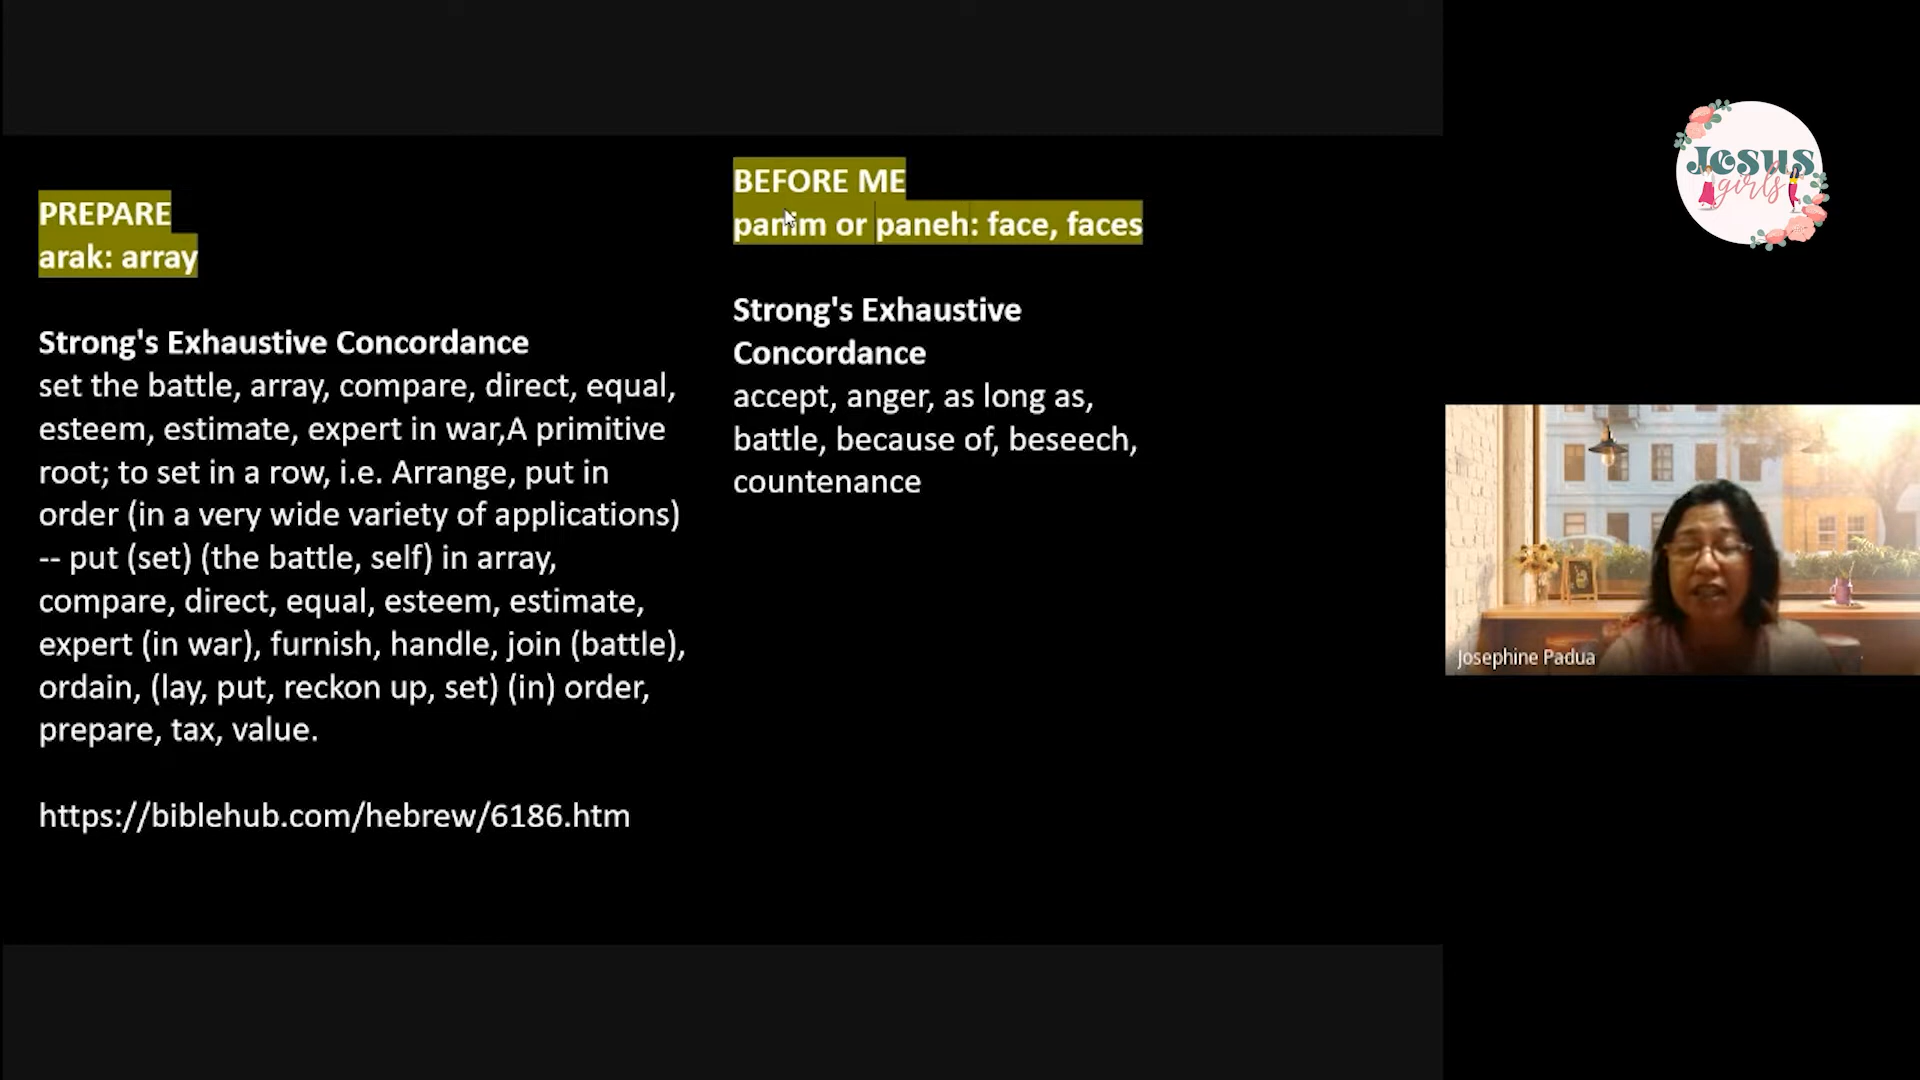 PREPARE
arak: array
Strong's Exhaustive Concordance
set the battle, array, compare, direct, equal,
esteem, estimate, expert in war,A primitive
root; to set in a row, i.e. Arrange, put in
order (in a very wide variety of applications)
-- put (set) (the battle, self) in array,
compare, direct, equal, esteem, estimate,
expert (in war), furnish, handle, join (battle),
ordain, (lay, put, reckon up, set) (in) order,
prepare, tax, value.
https://biblehub.com/hebrew/6186.htm
BEFORE ME
panim or paneh: face, faces
Strong's Exhaustive
Concordance
accept, anger, as long as,
battle, because of, beseech,
countenance
Jesus
girls
Josephine Padua